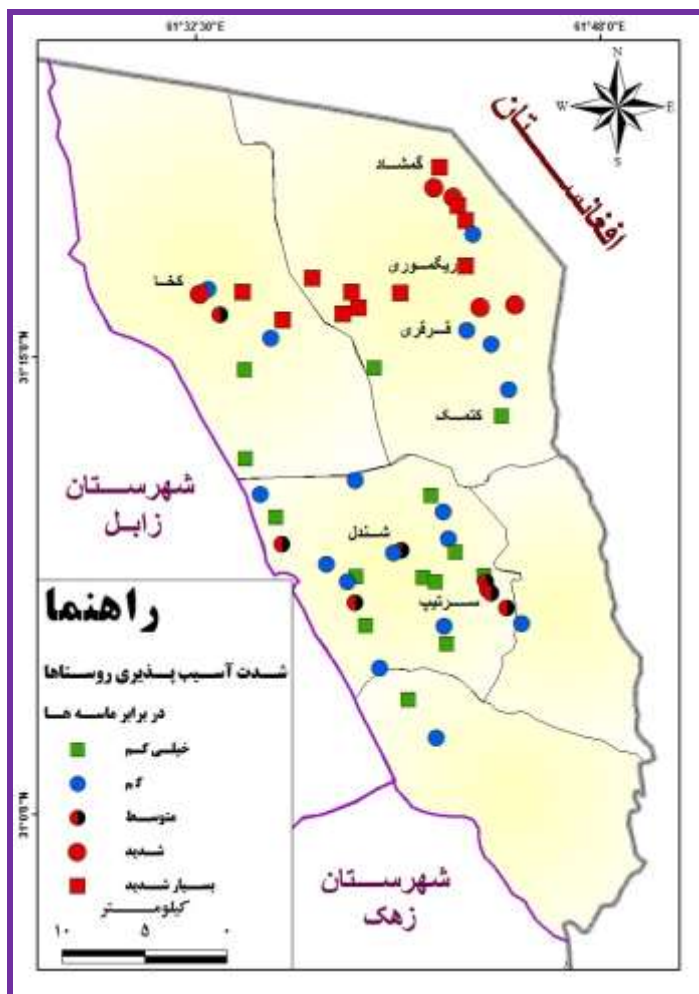 61°32'30"E
61°48'0"E
N
W
E
S
افغانستان
گمشاد
ریگموری
کخا
قرقری
31°15'0"N
کتمک
شهرستان
زابل
شندل
سرتیپ
راهنما
شدت آسیب پذیری روستاها
در برابر ماسه ها
خیلی کم
کم
متوسط
شدید
بسیار شدید
کیلومتر
۱۰ ۵ ۰
31°0'0"N
شهرستان
زهک